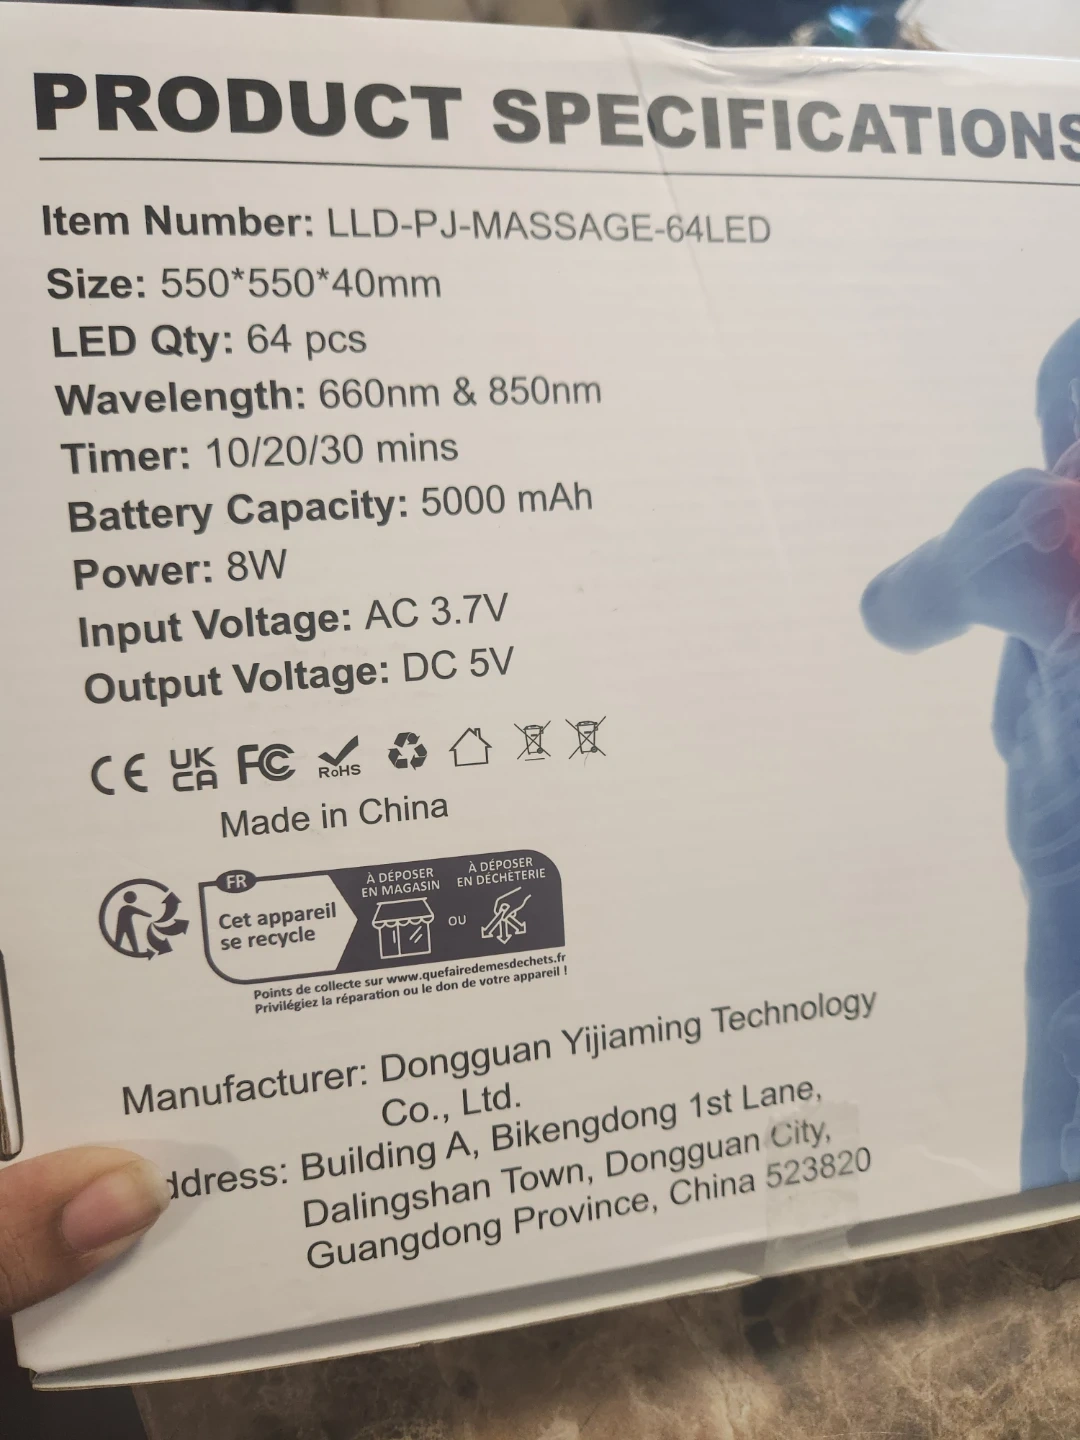 PRODUCT SPECIFICATIONS
Item Number: LLD-PJ-MASSAGE-64LED
Size: 550*550*40mm
LED Qty: 64 pcs
Wavelength: 660nm & 850nm
Timer: 10/20/30 mins
Battery Capacity: 5000 mAh
Power: 8W
Input Voltage: AC 3.7V
Output Voltage: DC 5V
CE UK CA FC RoHS
Made in China
FR
Cet appareil
se recycle
À DÉPOSER
EN MAGASIN
OU
À DÉPOSER
EN DÉCHÈTERIE
Points de collecte sur www.quefairedemesdechets.fr
Privilégiez la réparation ou le don de votre appareil !
Manufacturer: Dongguan Yijiaming Technology
Co., Ltd.
ddress: Building A, Bikengdong 1st Lane,
Dalingshan Town, Dongguan City,
Guangdong Province, China 523820